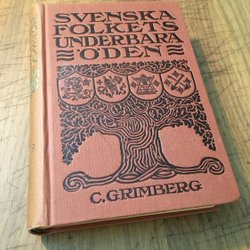 SVENSKA
FOLKETS
UNDERBARA
ÖDEN
C. GRIMBERG